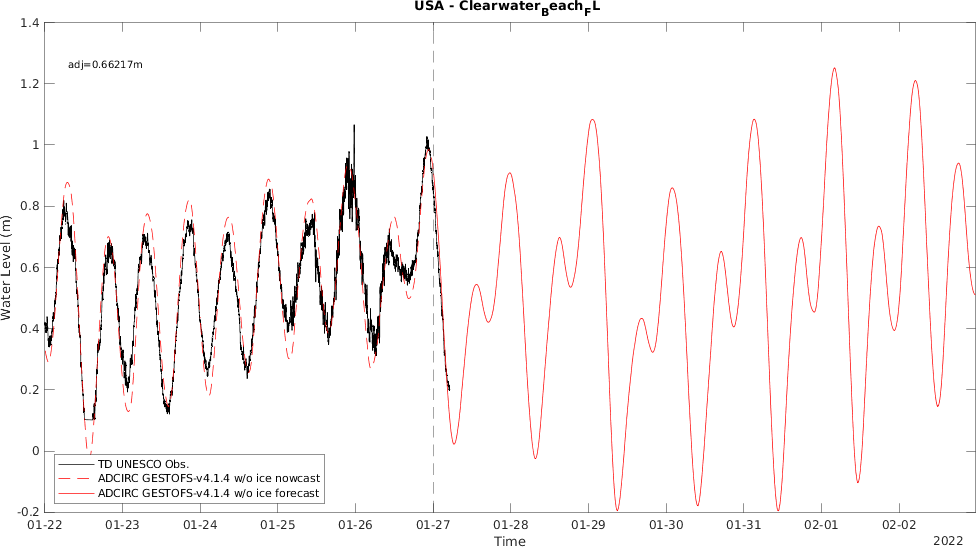 USA - ClearwaterBeachFL
1.4
1.2
1
0.8
0.6
0.4
0.2
0
-0.2
Water Level (m)
adj=0.66217m
TD UNESCO Obs.
ADCIRC GESTOFS-v4.1.4 w/o ice nowcast
ADCIRC GESTOFS-v4.1.4 w/o ice forecast
01-22 01-23 01-24 01-25 01-26 01-27 01-28 01-29 01-30 01-31 02-01 02-02
Time
2022